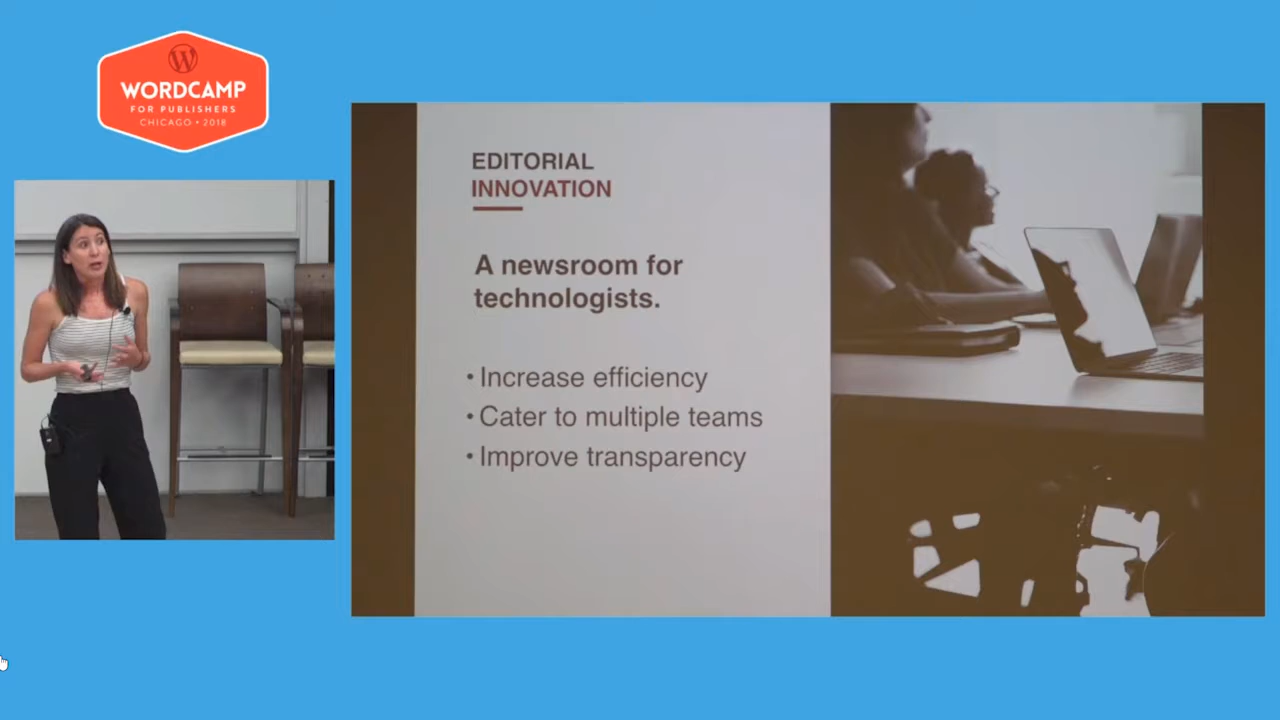 WORDCAMP
FOR PUBLISHERS
CHICAGO • 2018
EDITORIAL
INNOVATION
A newsroom for
technologists.
• Increase efficiency
• Cater to multiple teams
• Improve transparency